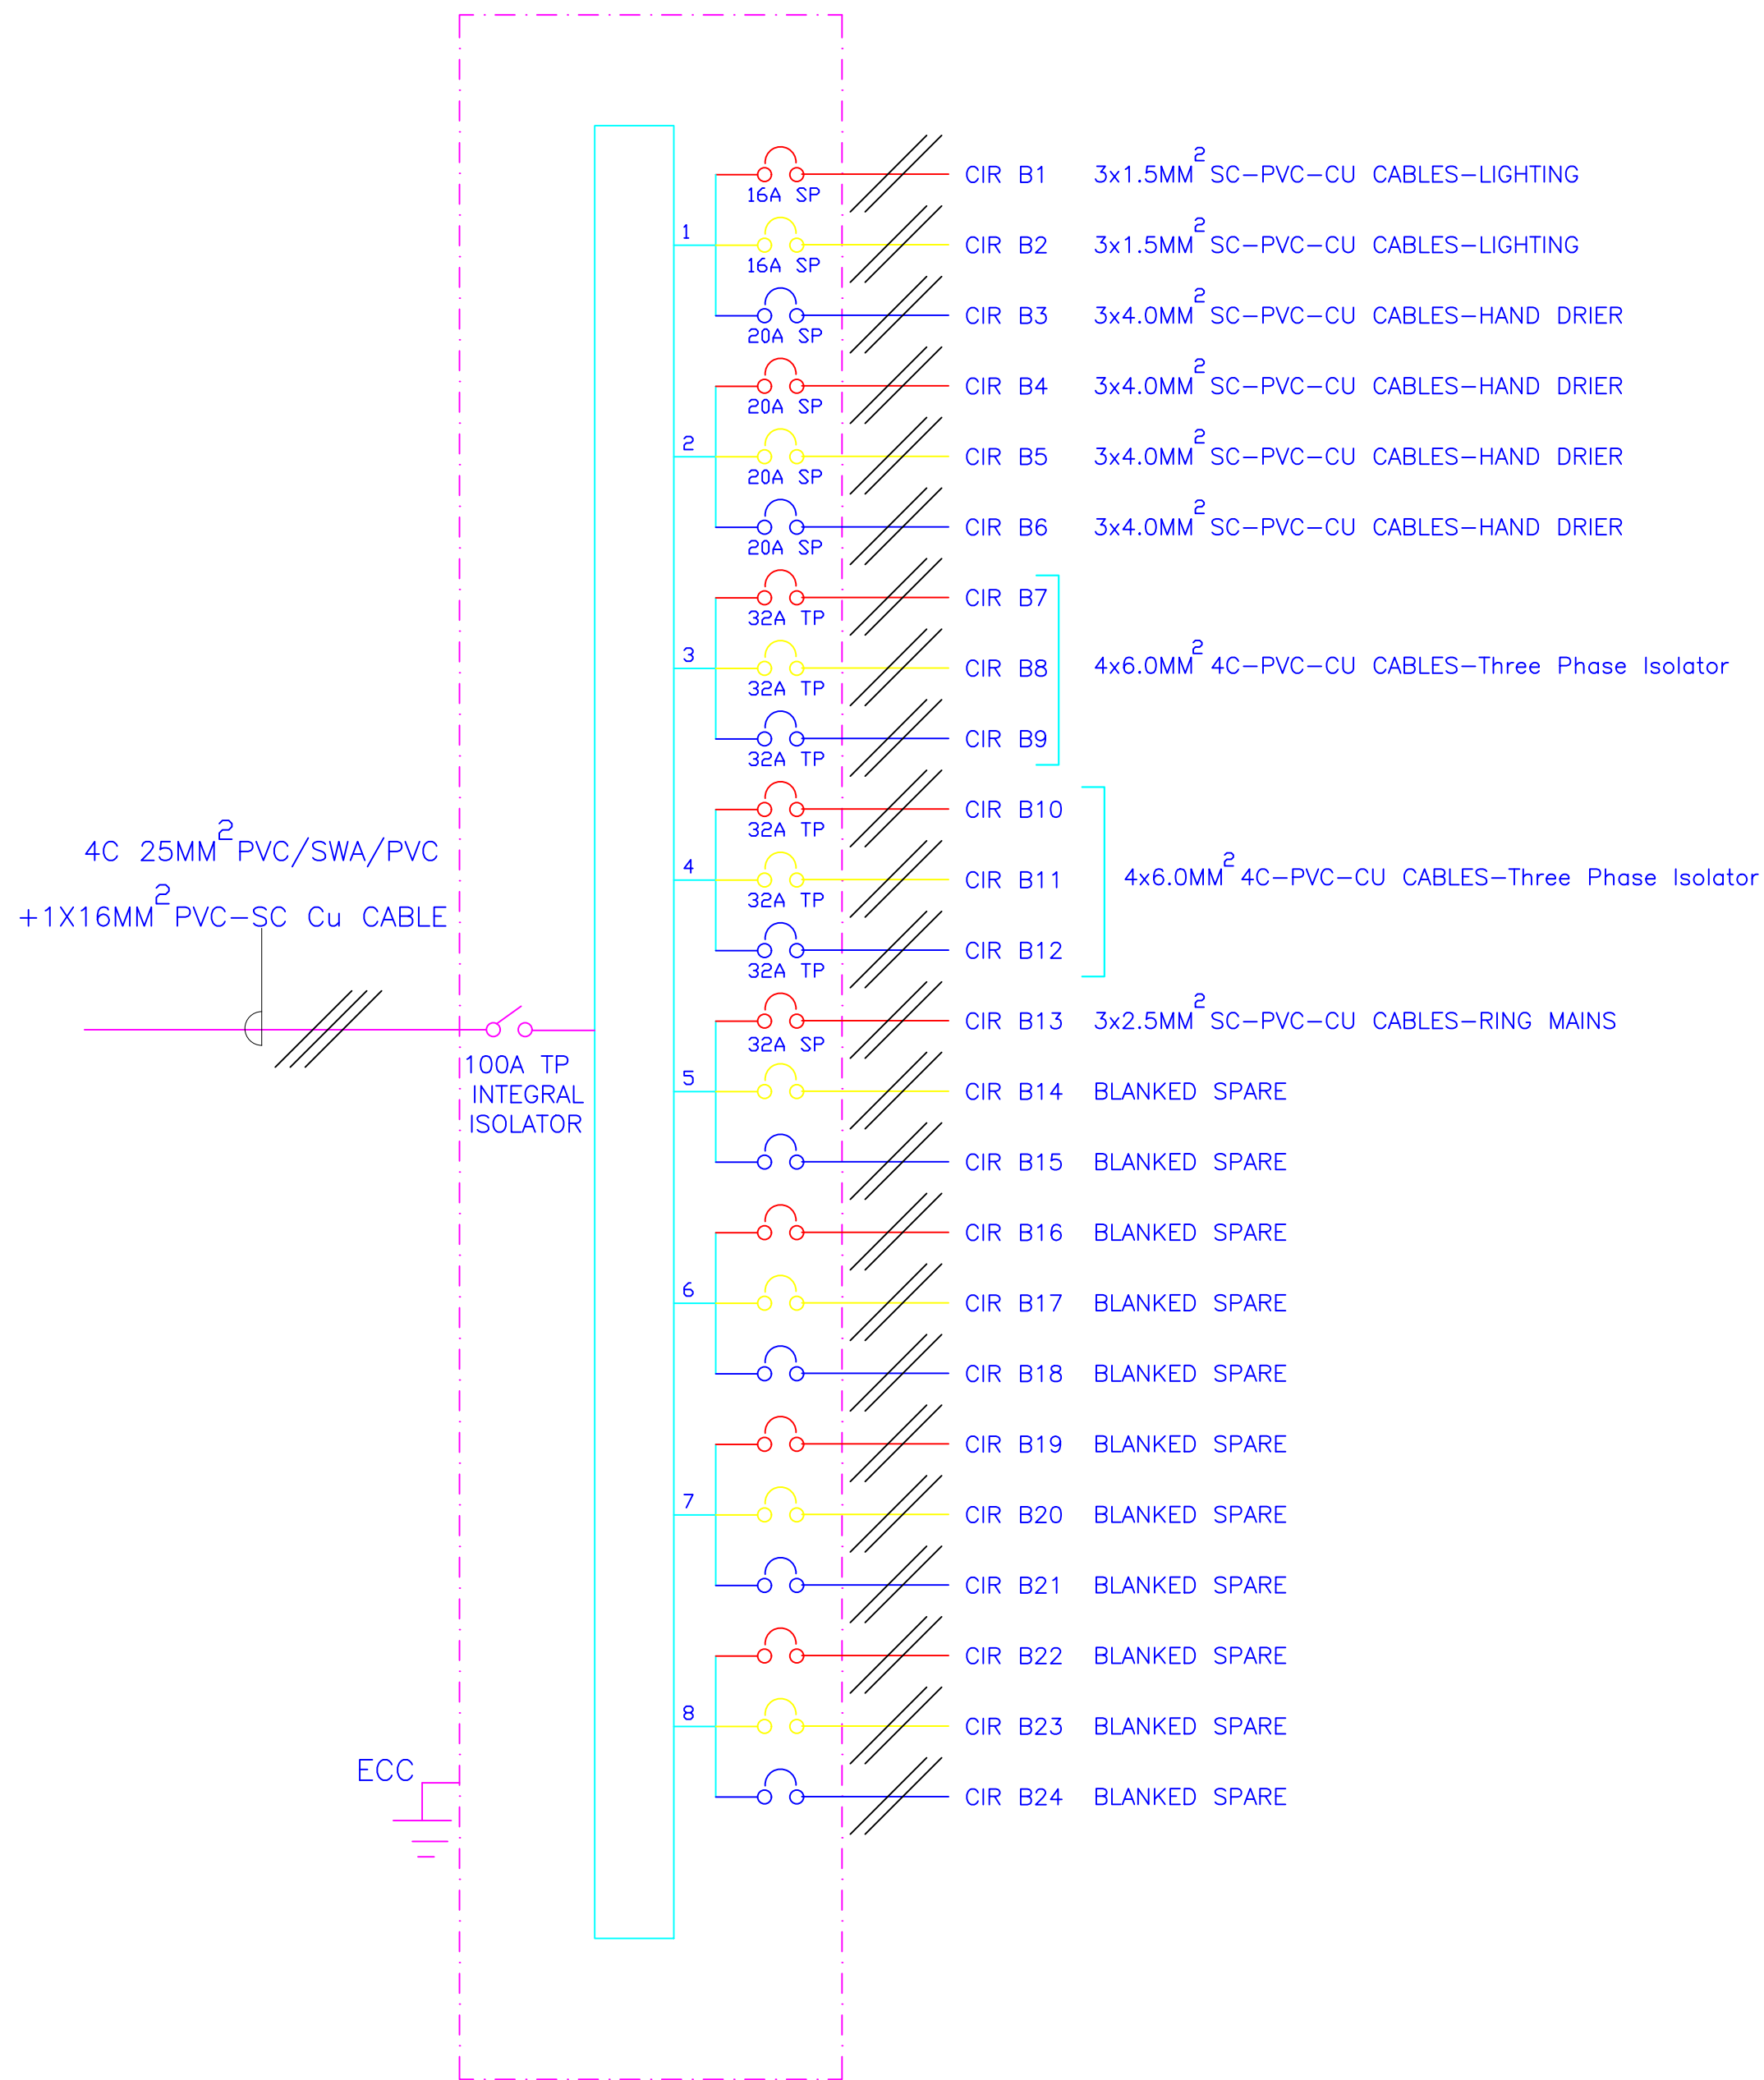 1
16A SP
CIR B1 3x1.5MM² SC-PVC-CU CABLES-LIGHTING
16A SP
CIR B2 3x1.5MM² SC-PVC-CU CABLES-LIGHTING
20A SP
CIR B3 3x4.0MM² SC-PVC-CU CABLES-HAND DRIER
2
20A SP
CIR B4 3x4.0MM² SC-PVC-CU CABLES-HAND DRIER
20A SP
CIR B5 3x4.0MM² SC-PVC-CU CABLES-HAND DRIER
20A SP
CIR B6 3x4.0MM² SC-PVC-CU CABLES-HAND DRIER
3
32A TP
CIR B7
32A TP
CIR B8 4x6.0MM² 4C-PVC-CU CABLES-Three Phase Isolator
32A TP
CIR B9
4
32A TP
CIR B10
32A TP
CIR B11 4x6.0MM² 4C-PVC-CU CABLES-Three Phase Isolator
32A TP
CIR B12
4C 25MM² PVC/SWA/PVC
+1X16MM² PVC-SC Cu CABLE
100A TP
INTEGRAL
ISOLATOR
5
32A SP
CIR B13 3x2.5MM² SC-PVC-CU CABLES-RING MAINS
CIR B14 BLANKED SPARE
CIR B15 BLANKED SPARE
6
CIR B16 BLANKED SPARE
CIR B17 BLANKED SPARE
CIR B18 BLANKED SPARE
7
CIR B19 BLANKED SPARE
CIR B20 BLANKED SPARE
CIR B21 BLANKED SPARE
8
CIR B22 BLANKED SPARE
CIR B23 BLANKED SPARE
CIR B24 BLANKED SPARE
ECC